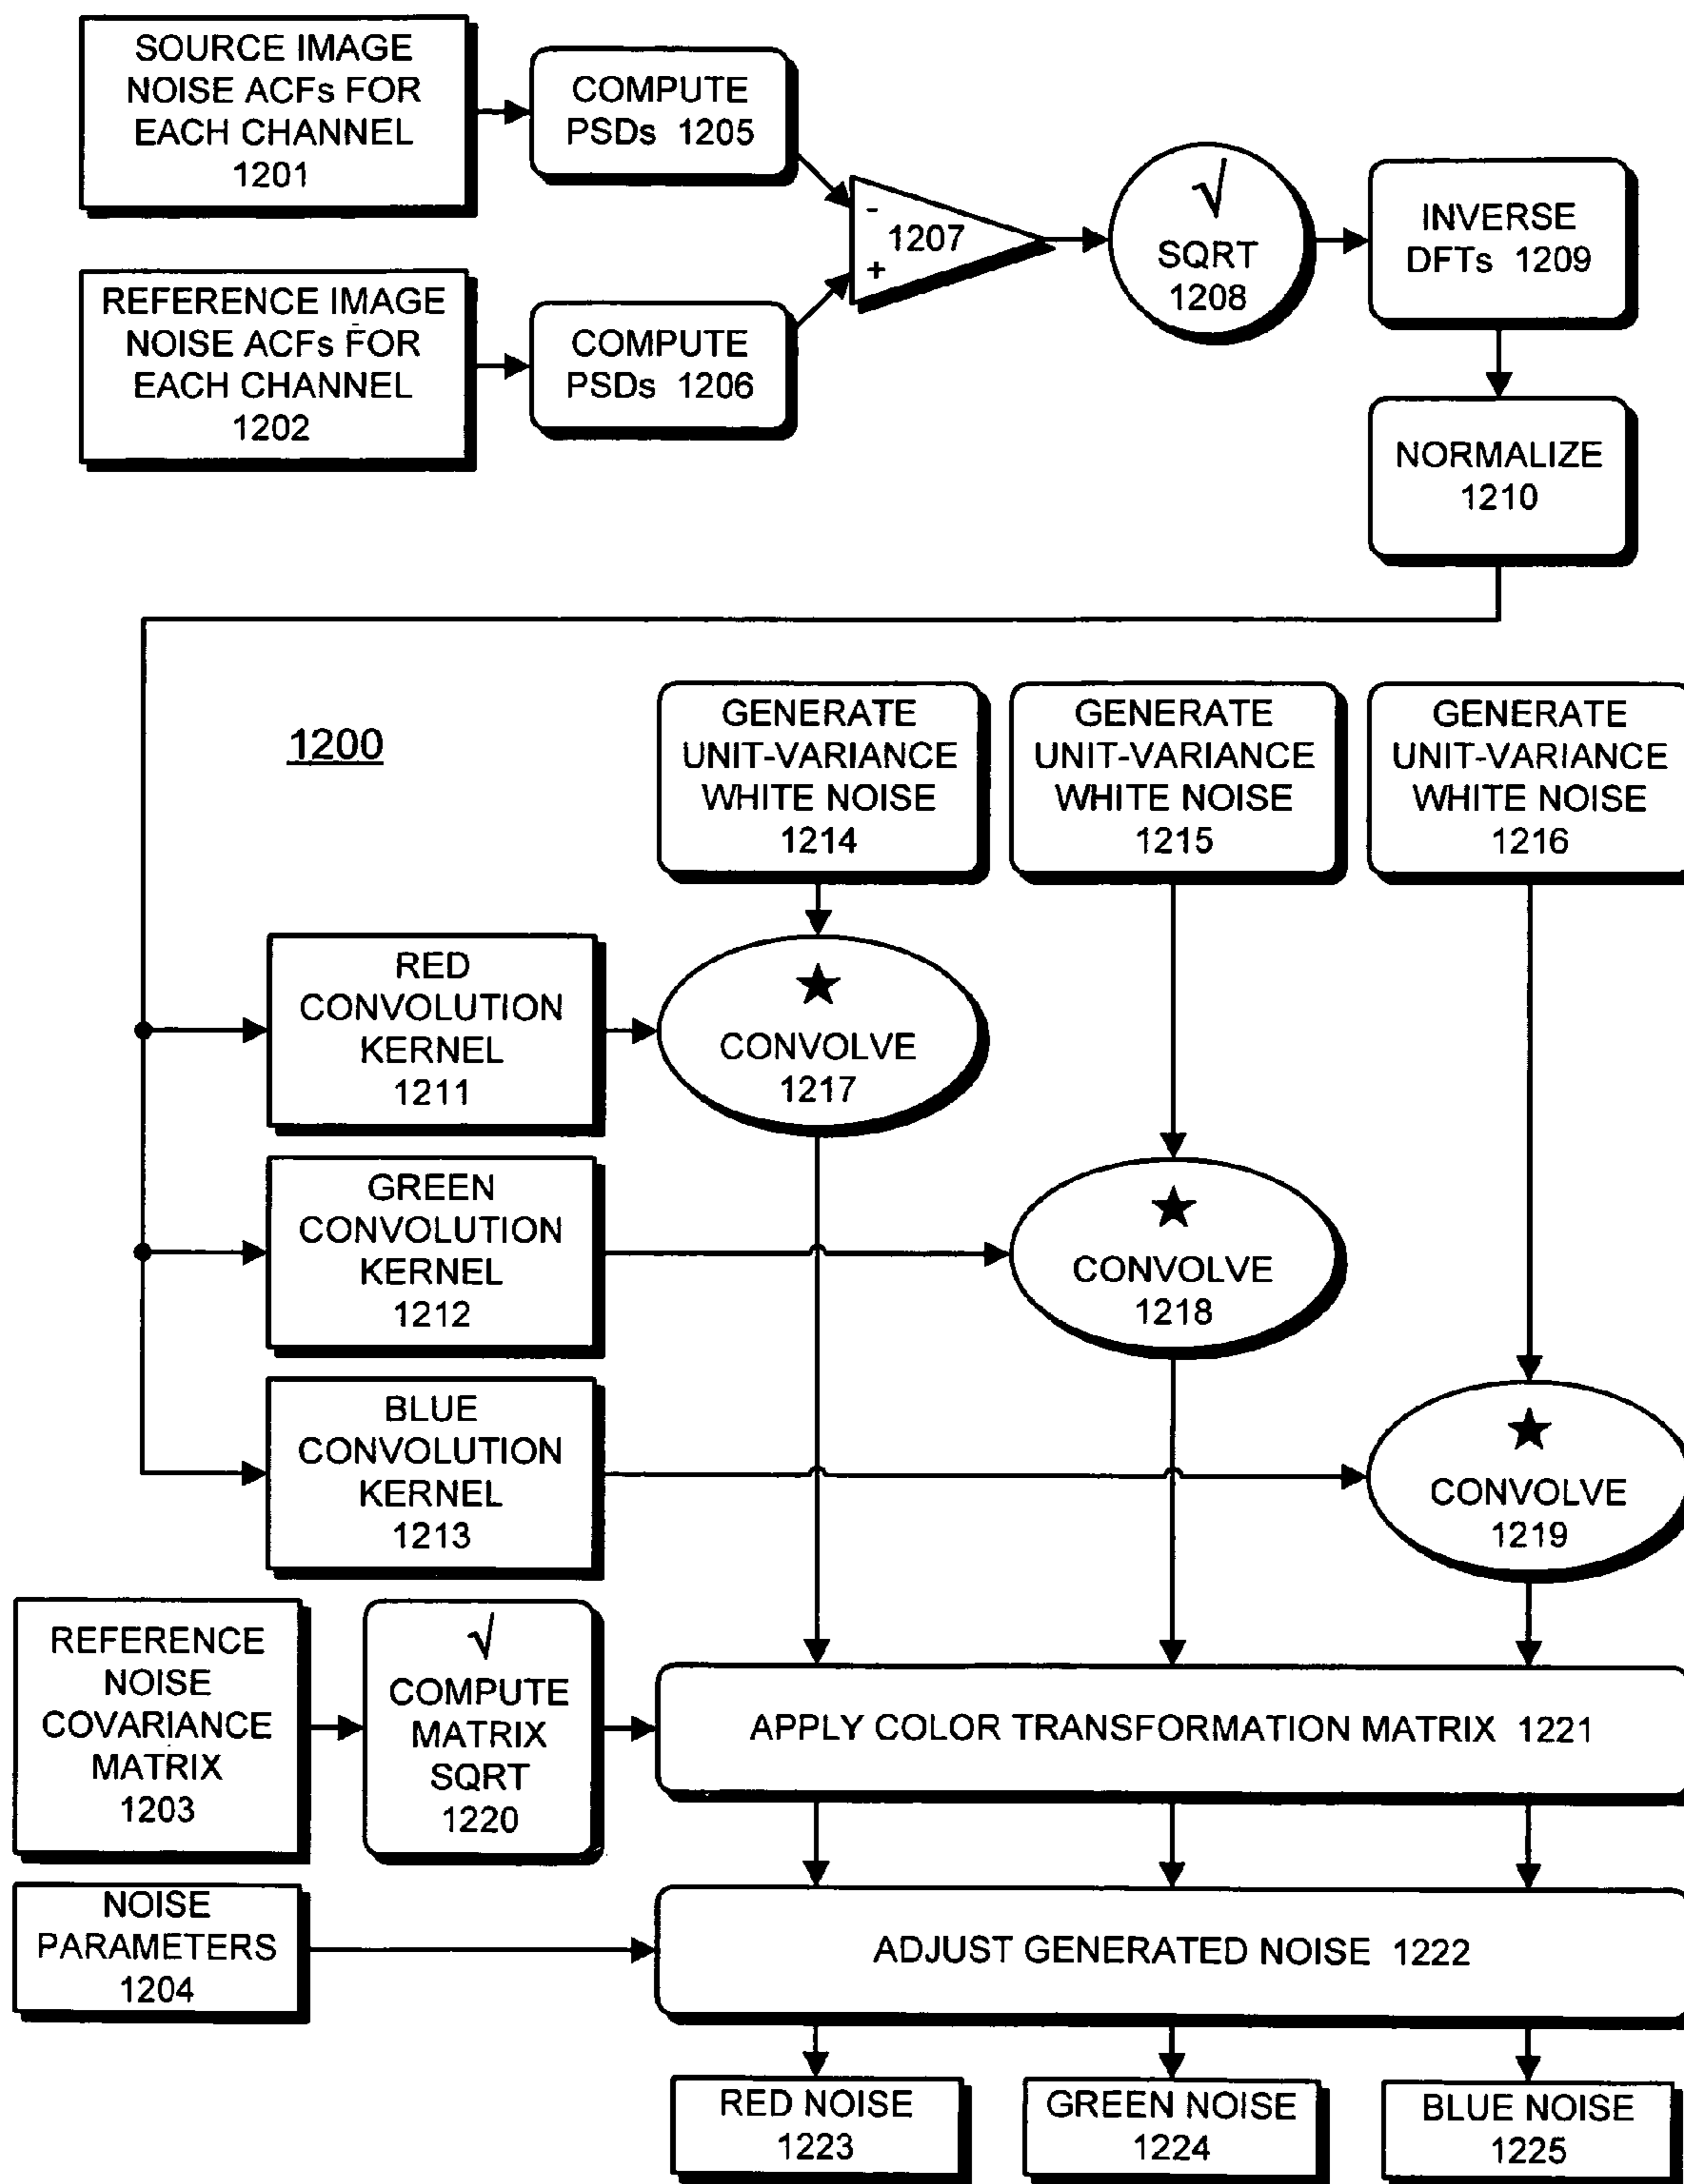 SOURCE IMAGE
NOISE ACFs FOR
EACH CHANNEL
1201
COMPUTE
PSDs 1205
REFERENCE IMAGE
NOISE ACFs FOR
EACH CHANNEL
1202
COMPUTE
PSDs 1206
-
1207
+
√
SQRT
1208
INVERSE
DFTs 1209
NORMALIZE
1210
1200
GENERATE
UNIT-VARIANCE
WHITE NOISE
1214
GENERATE
UNIT-VARIANCE
WHITE NOISE
1215
GENERATE
UNIT-VARIANCE
WHITE NOISE
1216
RED
CONVOLUTION
KERNEL
1211
★
CONVOLVE
1217
GREEN
CONVOLUTION
KERNEL
1212
★
CONVOLVE
1218
BLUE
CONVOLUTION
KERNEL
1213
★
CONVOLVE
1219
REFERENCE
NOISE
COVARIANCE
MATRIX
1203
√
COMPUTE
MATRIX
SQRT
1220
APPLY COLOR TRANSFORMATION MATRIX 1221
NOISE
PARAMETERS
1204
ADJUST GENERATED NOISE 1222
RED NOISE
1223
GREEN NOISE
1224
BLUE NOISE
1225